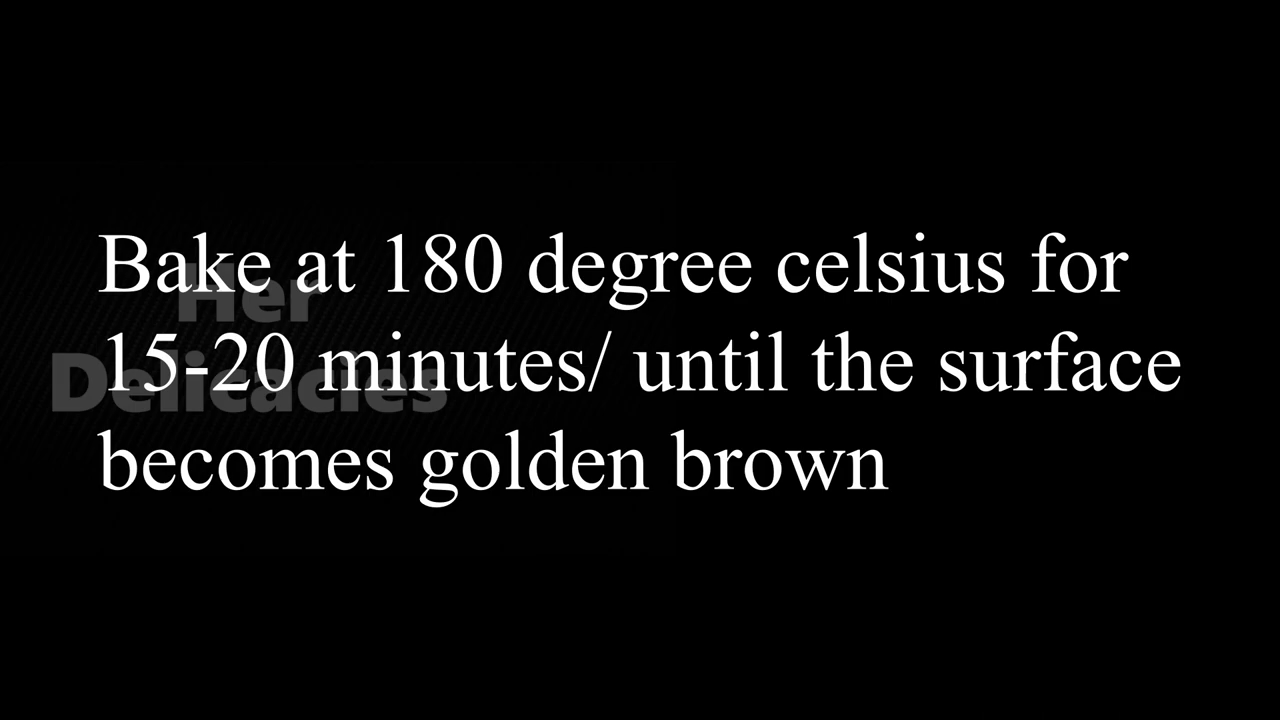 Bake at 180 degree celsius for
15-20 minutes/ until the surface
becomes golden brown
Her
Delicacies